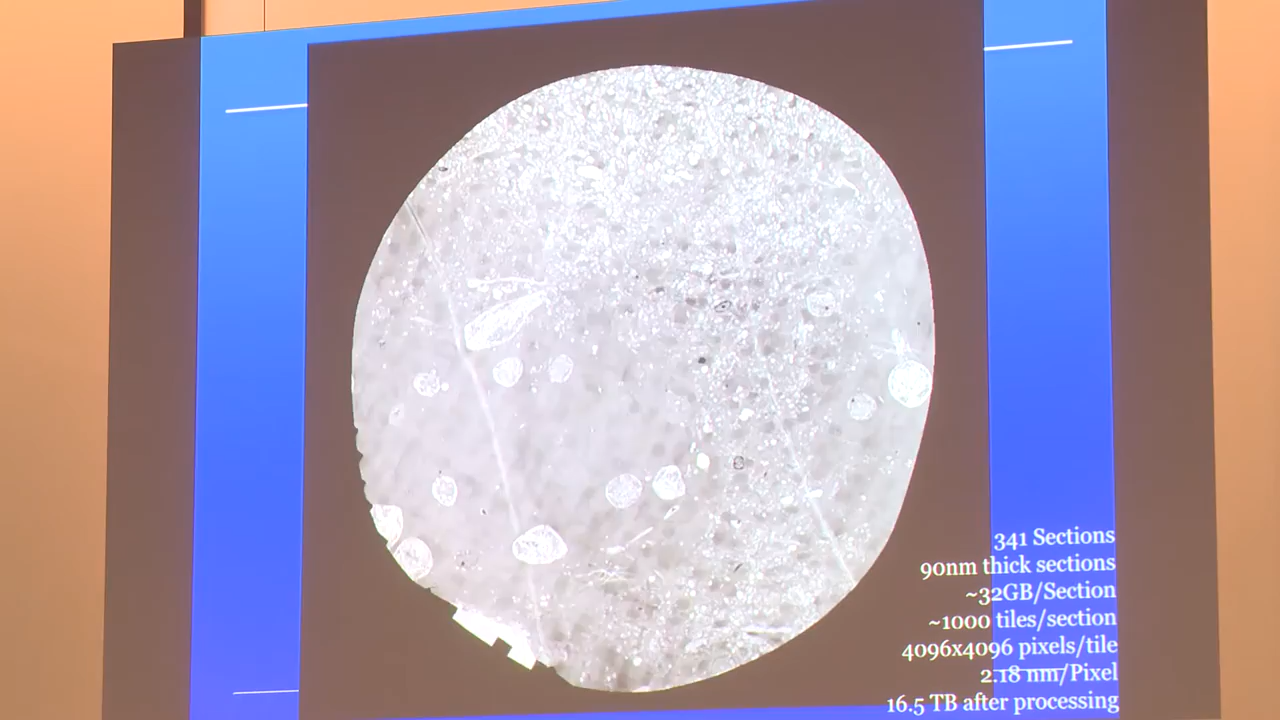 341 Sections
90nm thick sections
~32GB/Section
~1000 tiles/section
4096x4096 pixels/tile
2.18 nm/Pixel
16.5 TB after processing